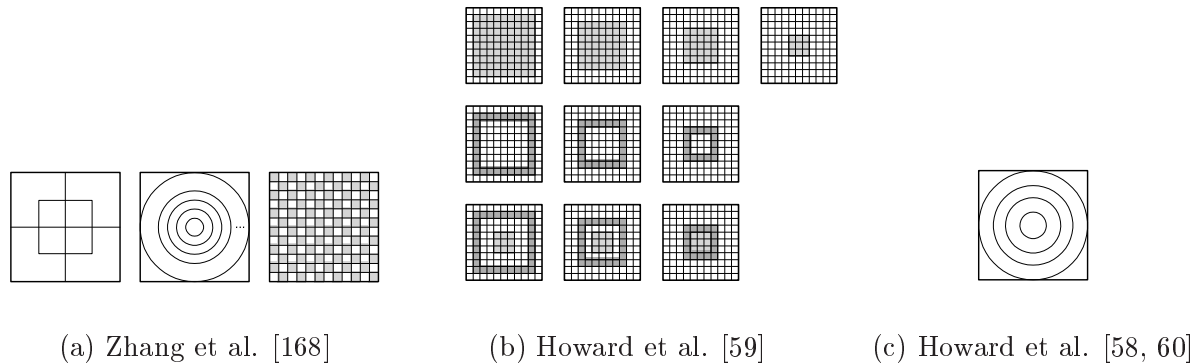 ...
(a) Zhang et al. [168]
(b) Howard et al. [59]
(c) Howard et al. [58, 60]